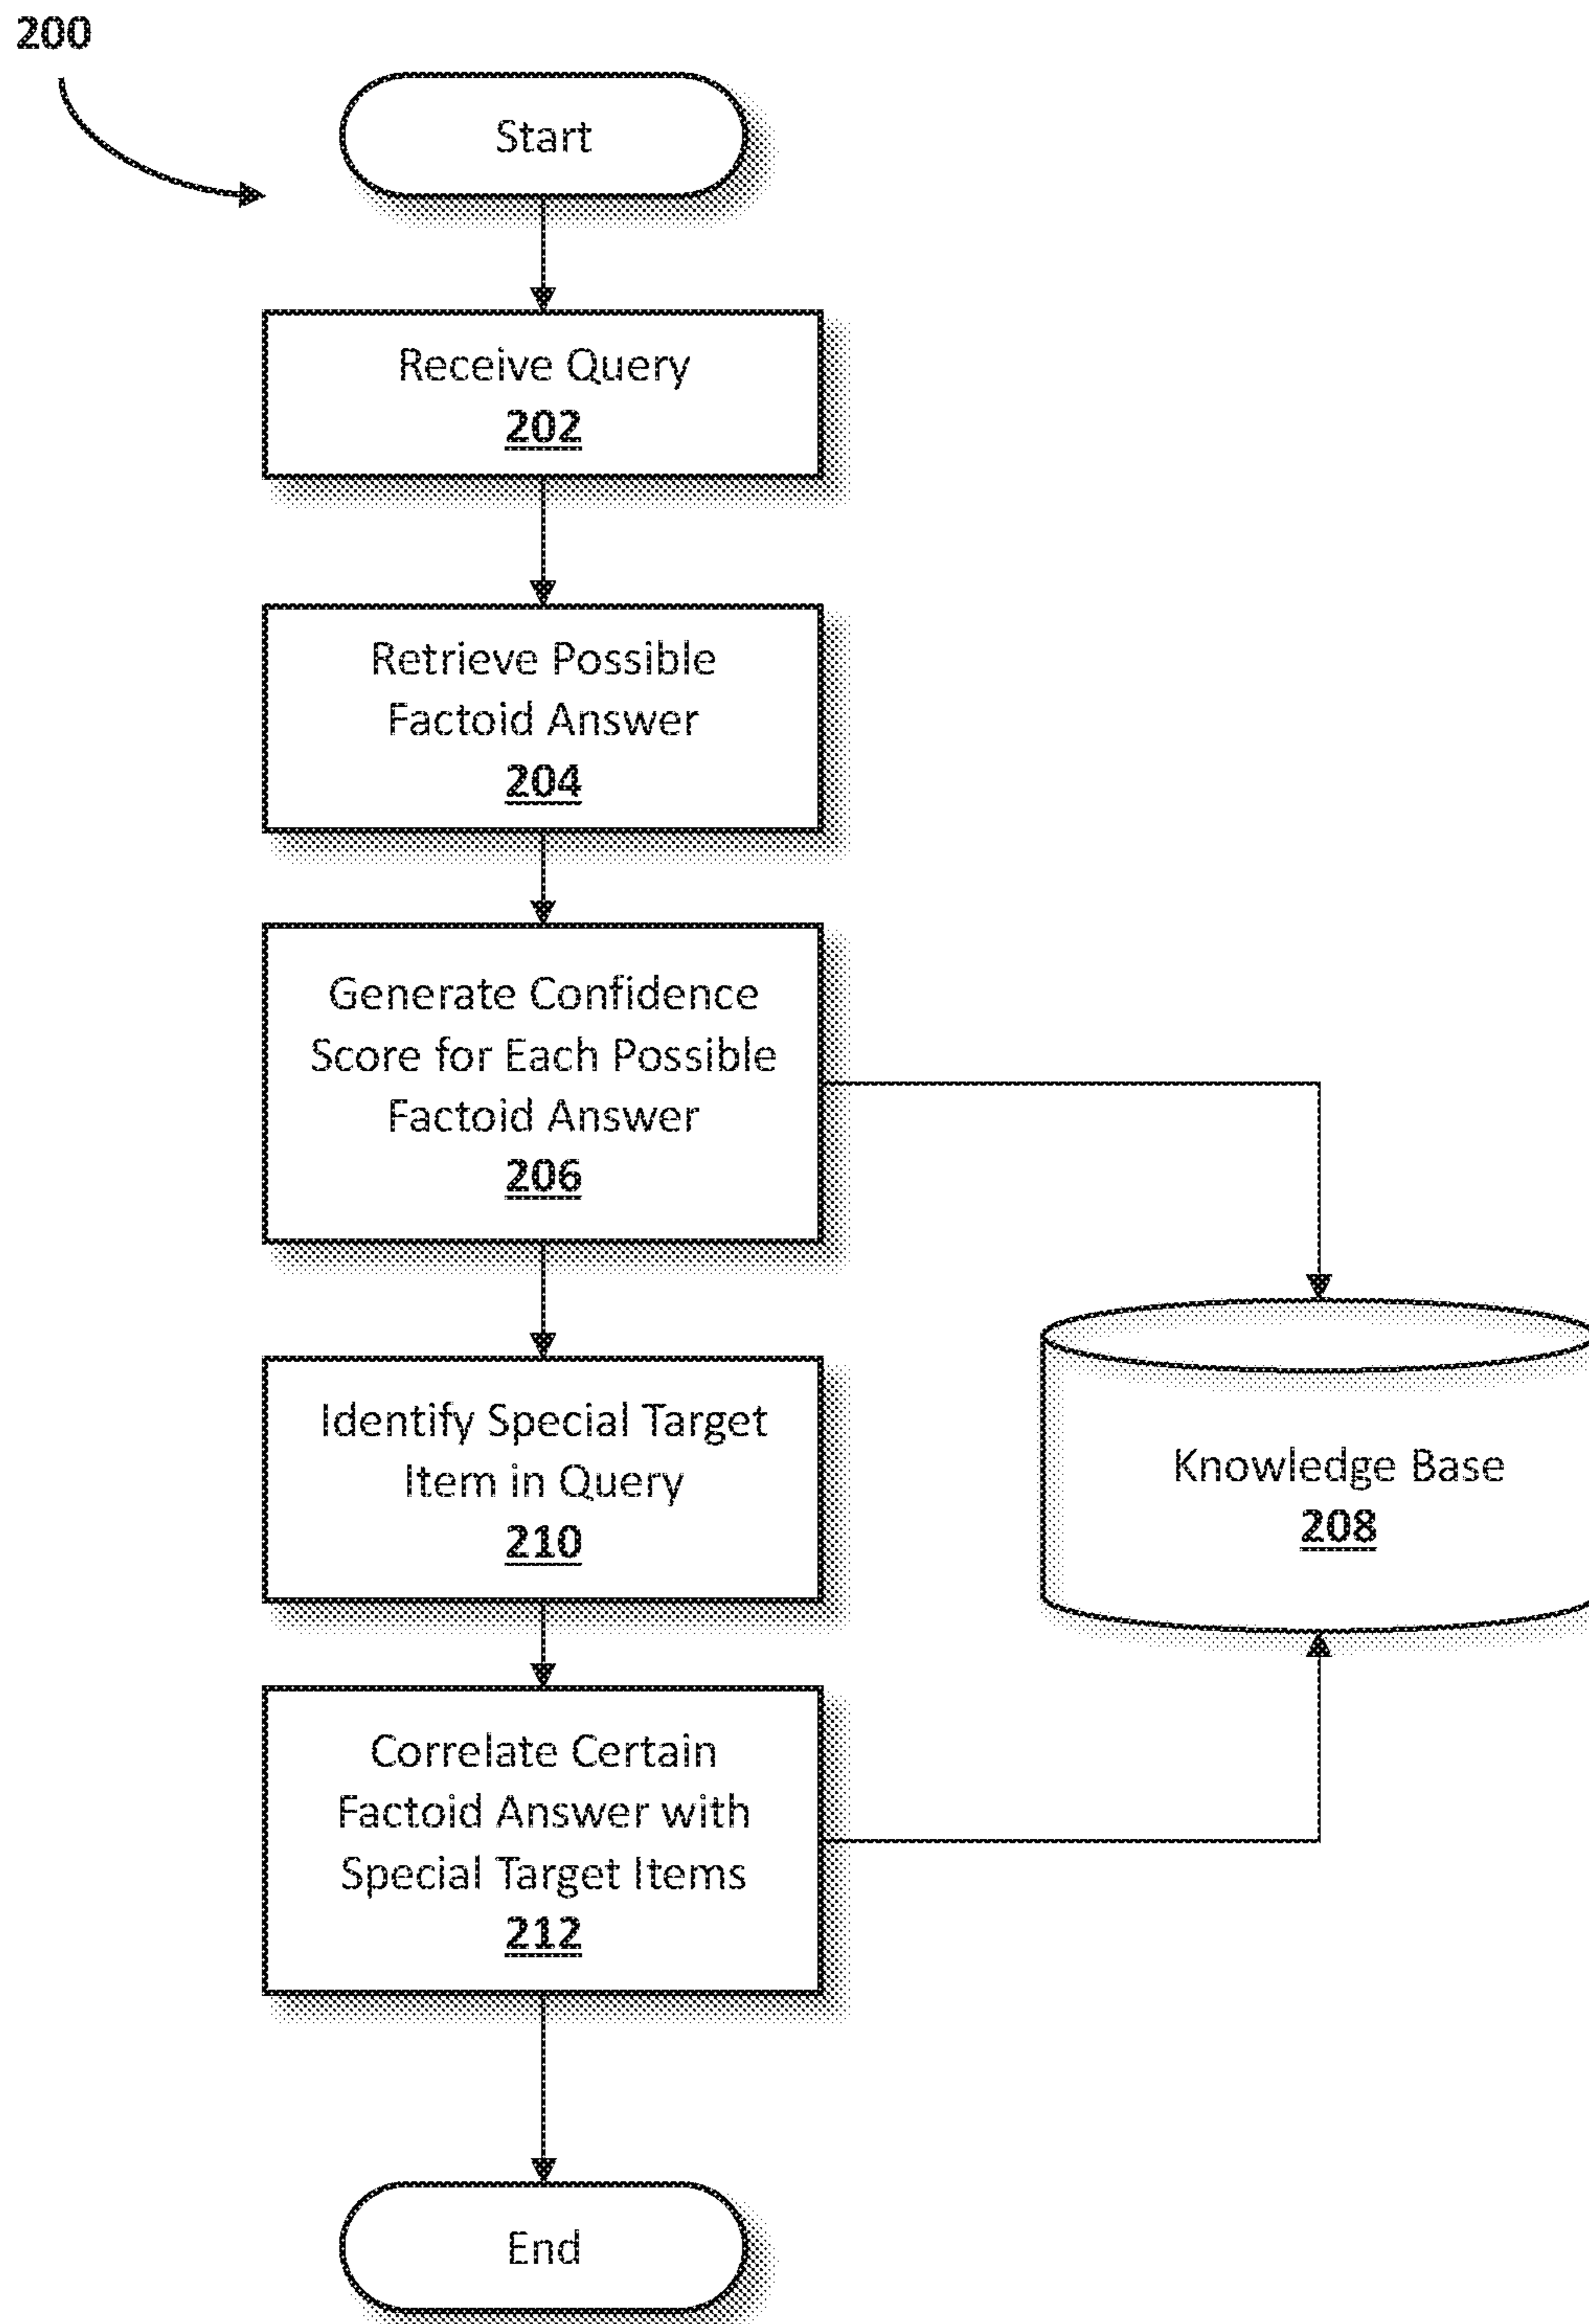 200
Start
Receive Query
202
Retrieve Possible
Factoid Answer
204
Generate Confidence
Score for Each Possible
Factoid Answer
206
Identify Special Target
Item in Query
210
Knowledge Base
208
Correlate Certain
Factoid Answer with
Special Target Items
212
End